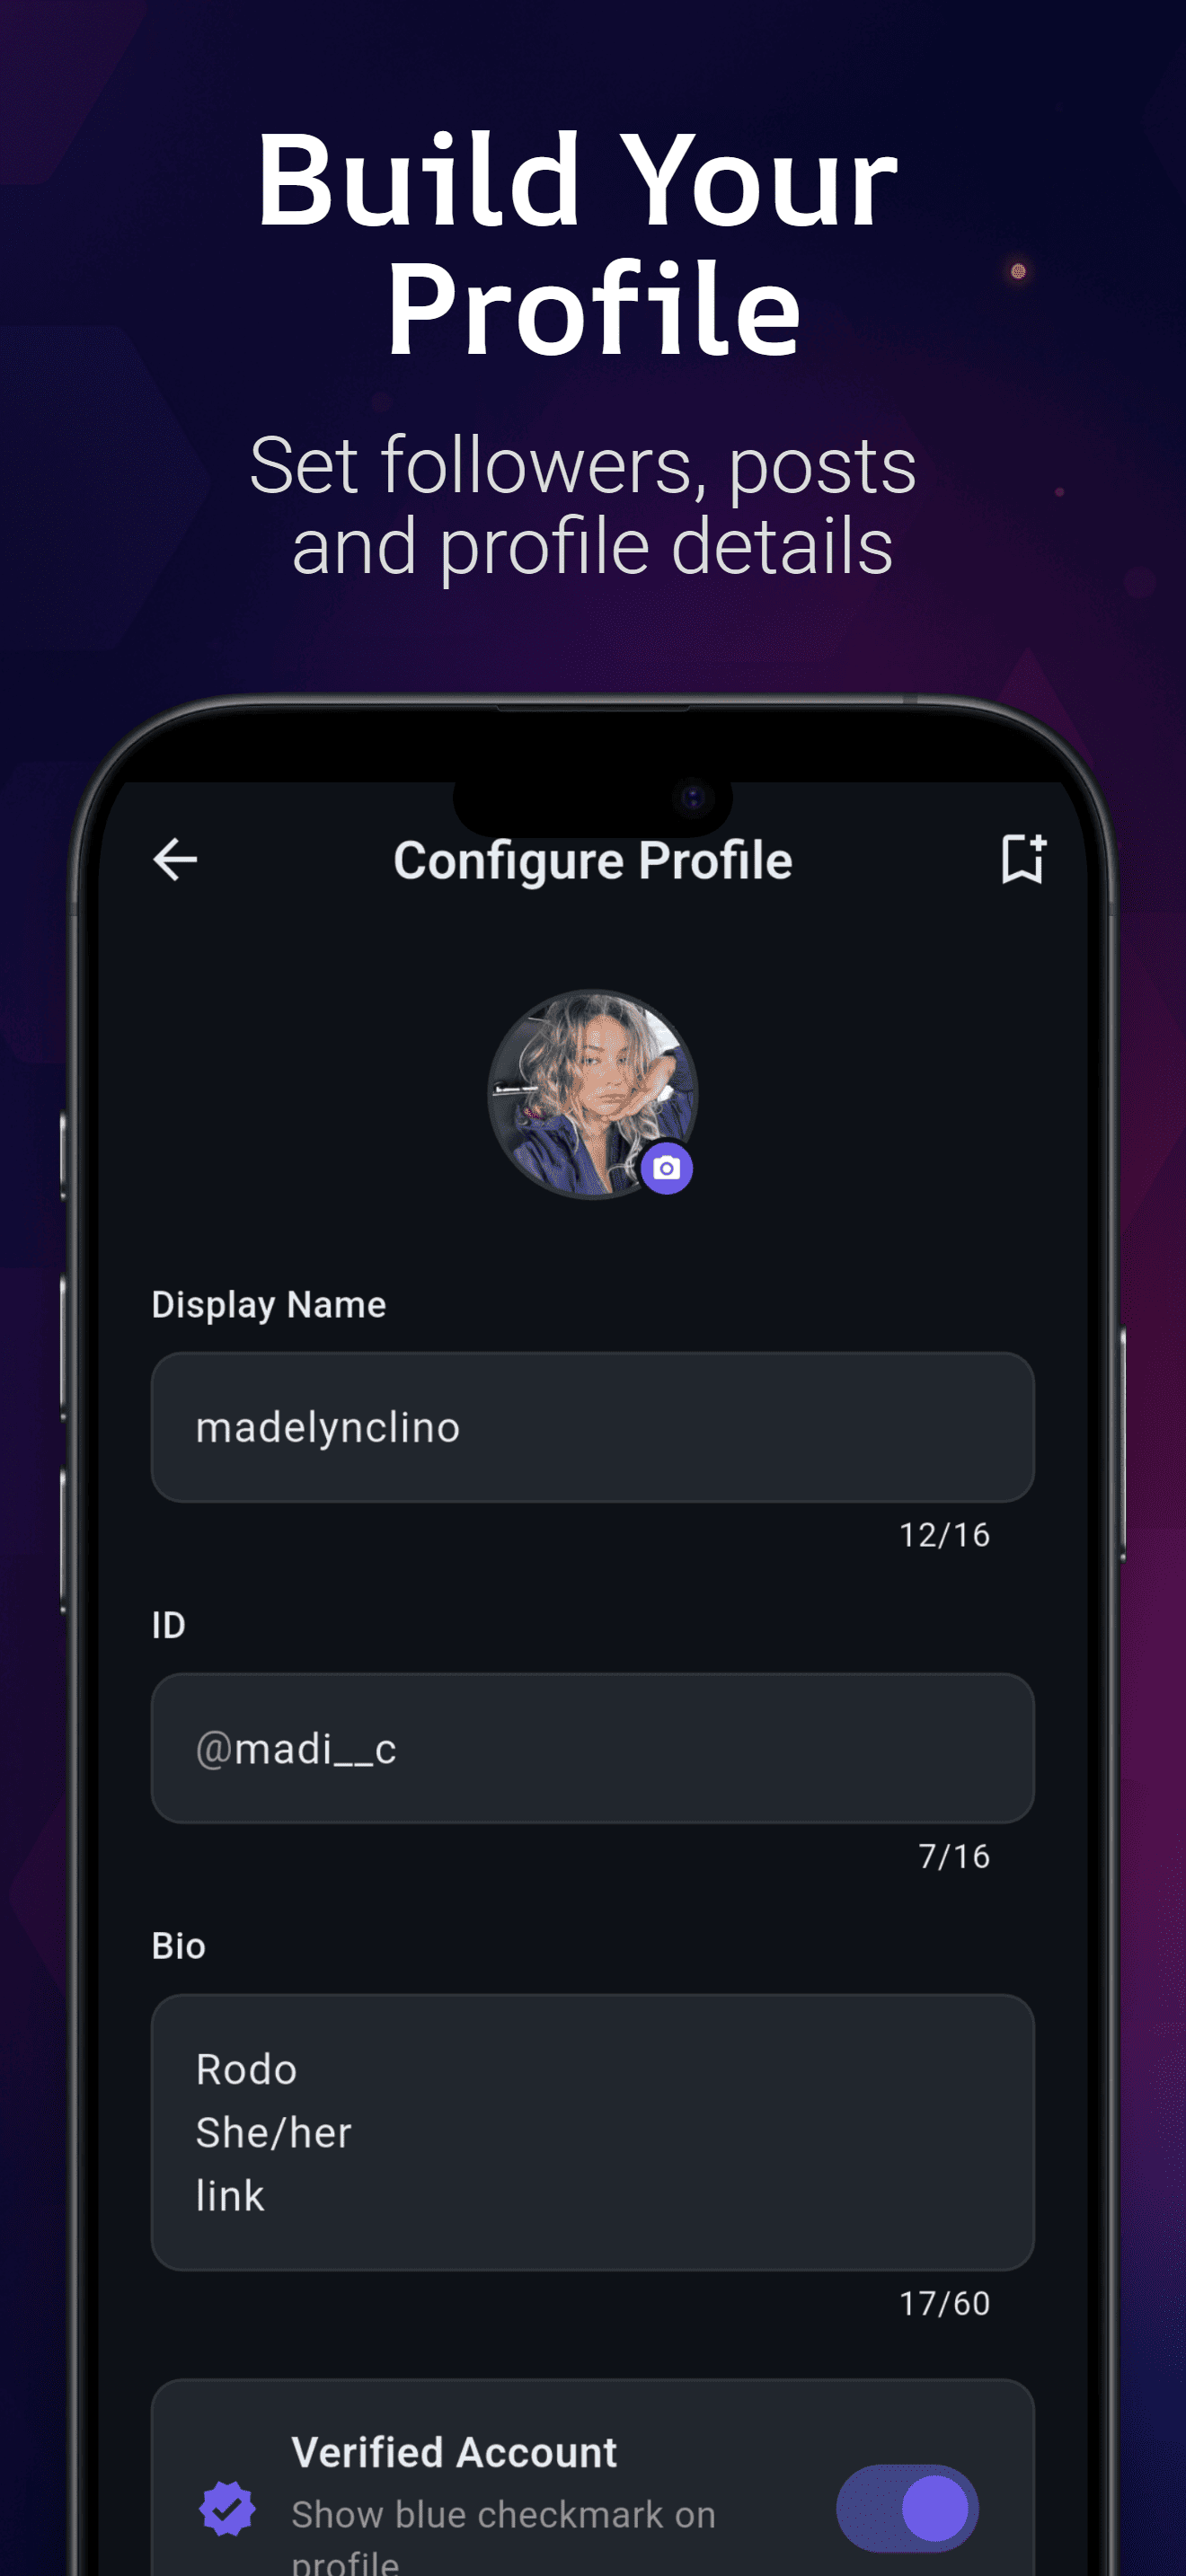 Build Your
Profile
Set followers, posts
and profile details
Configure Profile
Display Name
madelynclino
12/16
ID
@madi__c
7/16
Bio
Rodo
She/her
link
17/60
Verified Account
Show blue checkmark on
profile